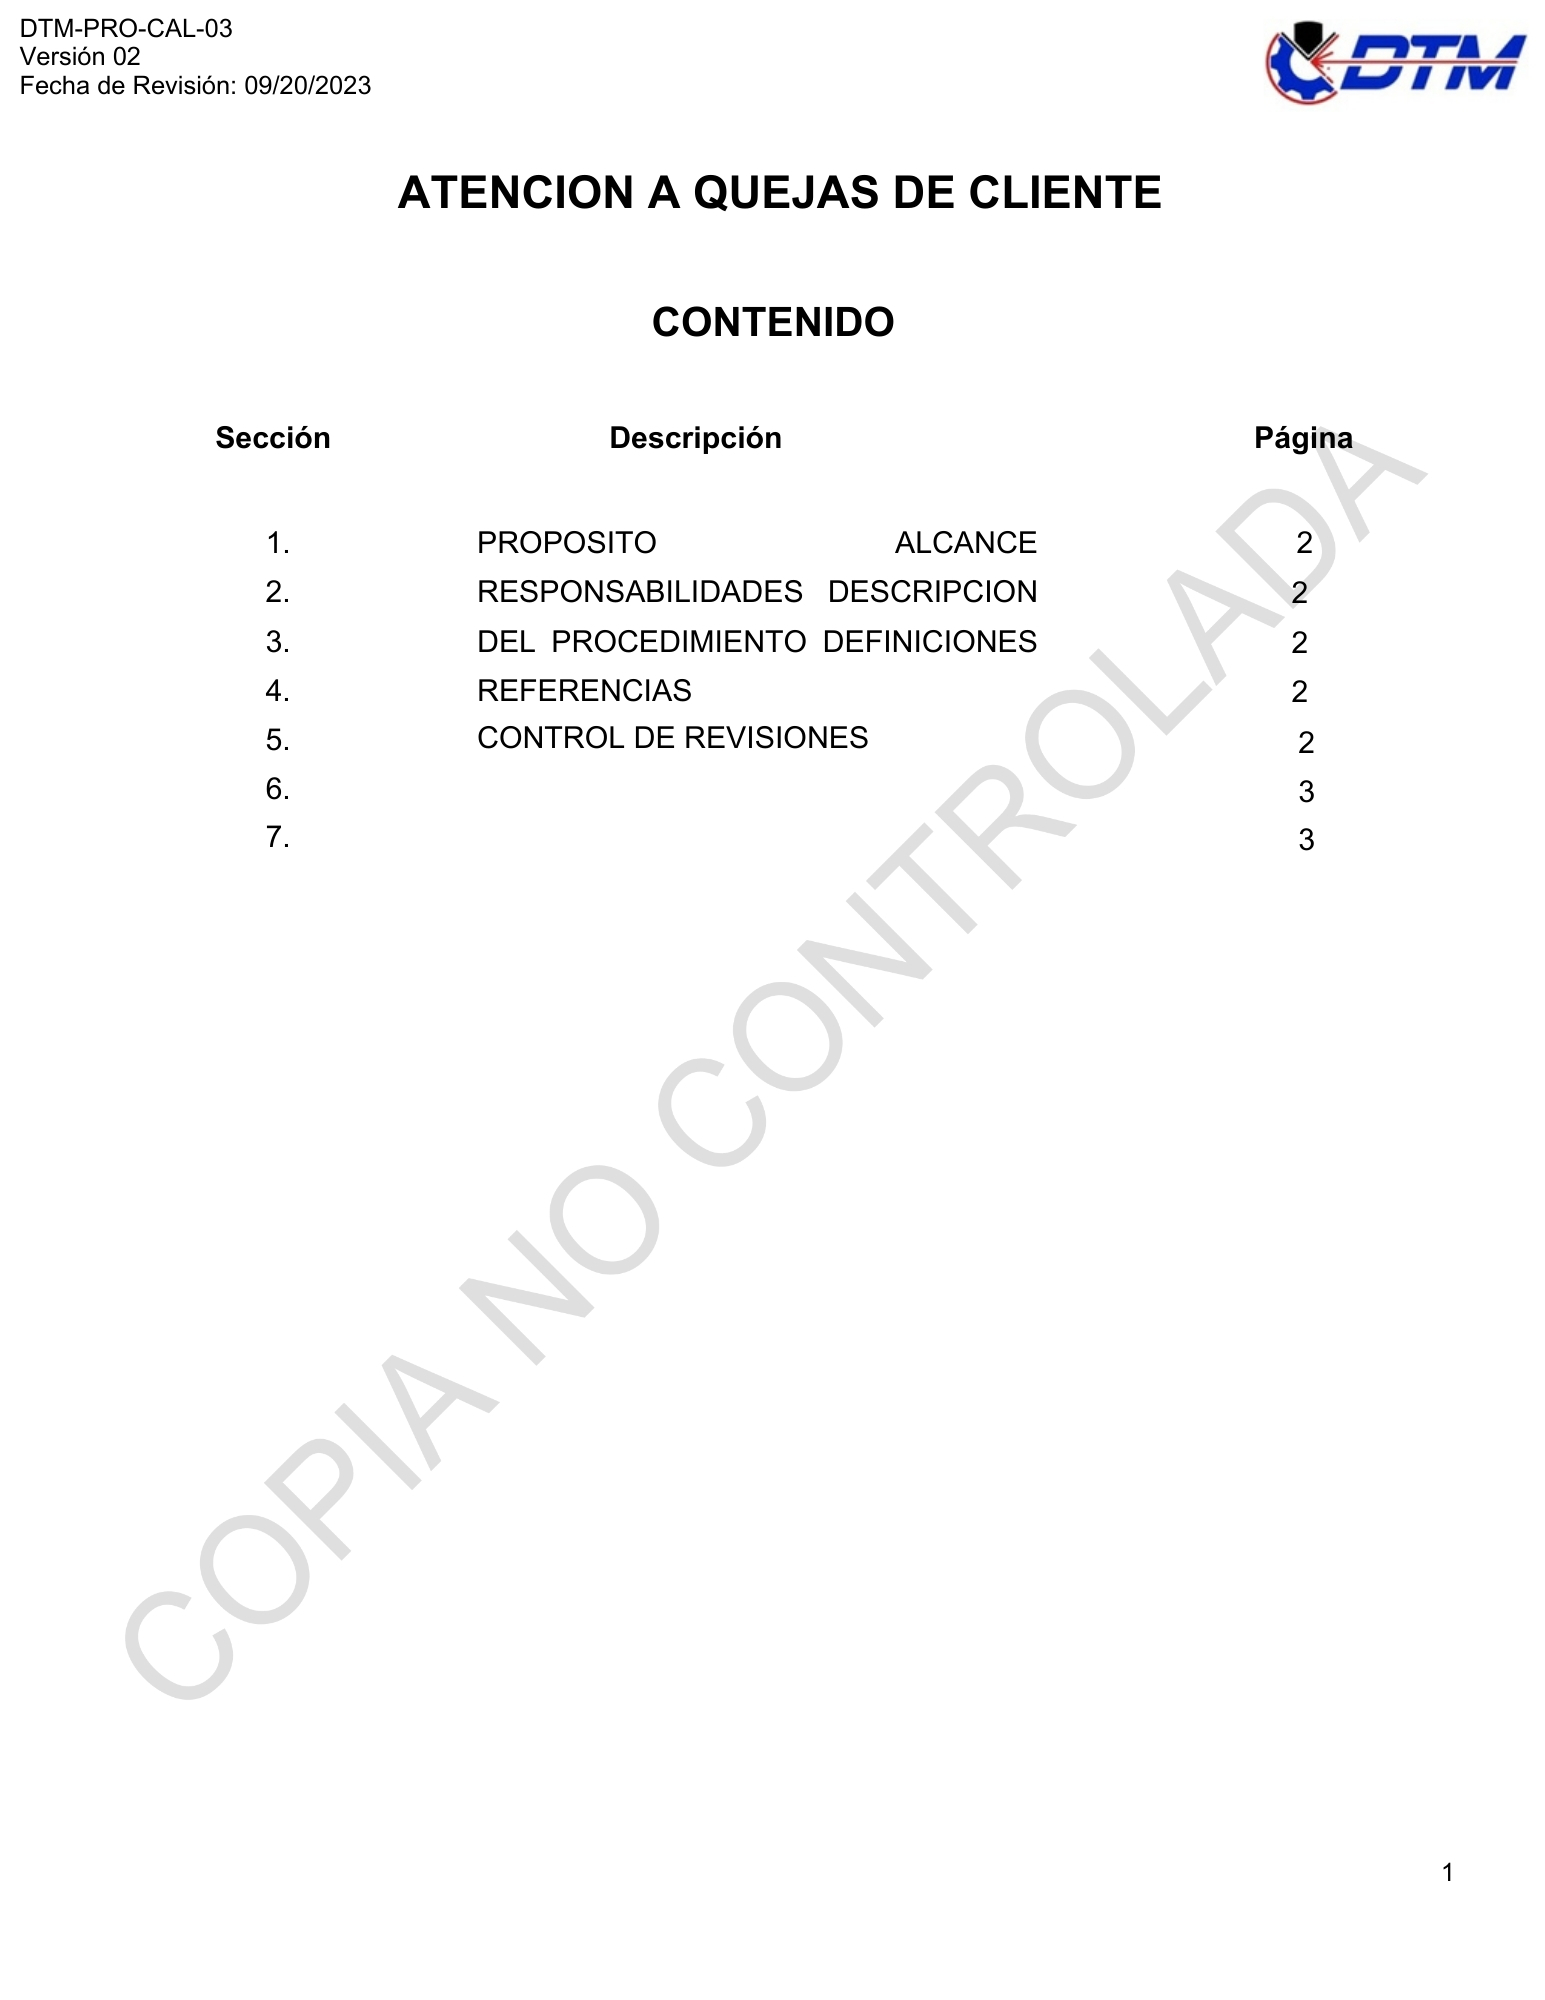 DTM-PRO-CAL-03
Versión 02
Fecha de Revisión: 09/20/2023
DTM
ATENCION A QUEJAS DE CLIENTE
CONTENIDO
Sección Descripción Página
1. PROPOSITO ALCANCE 2
2. RESPONSABILIDADES DESCRIPCION 2
3. DEL PROCEDIMIENTO DEFINICIONES 2
4. REFERENCIAS 2
5. CONTROL DE REVISIONES 2
6. 3
7. 3
COPIA NO CONTROLADA
1